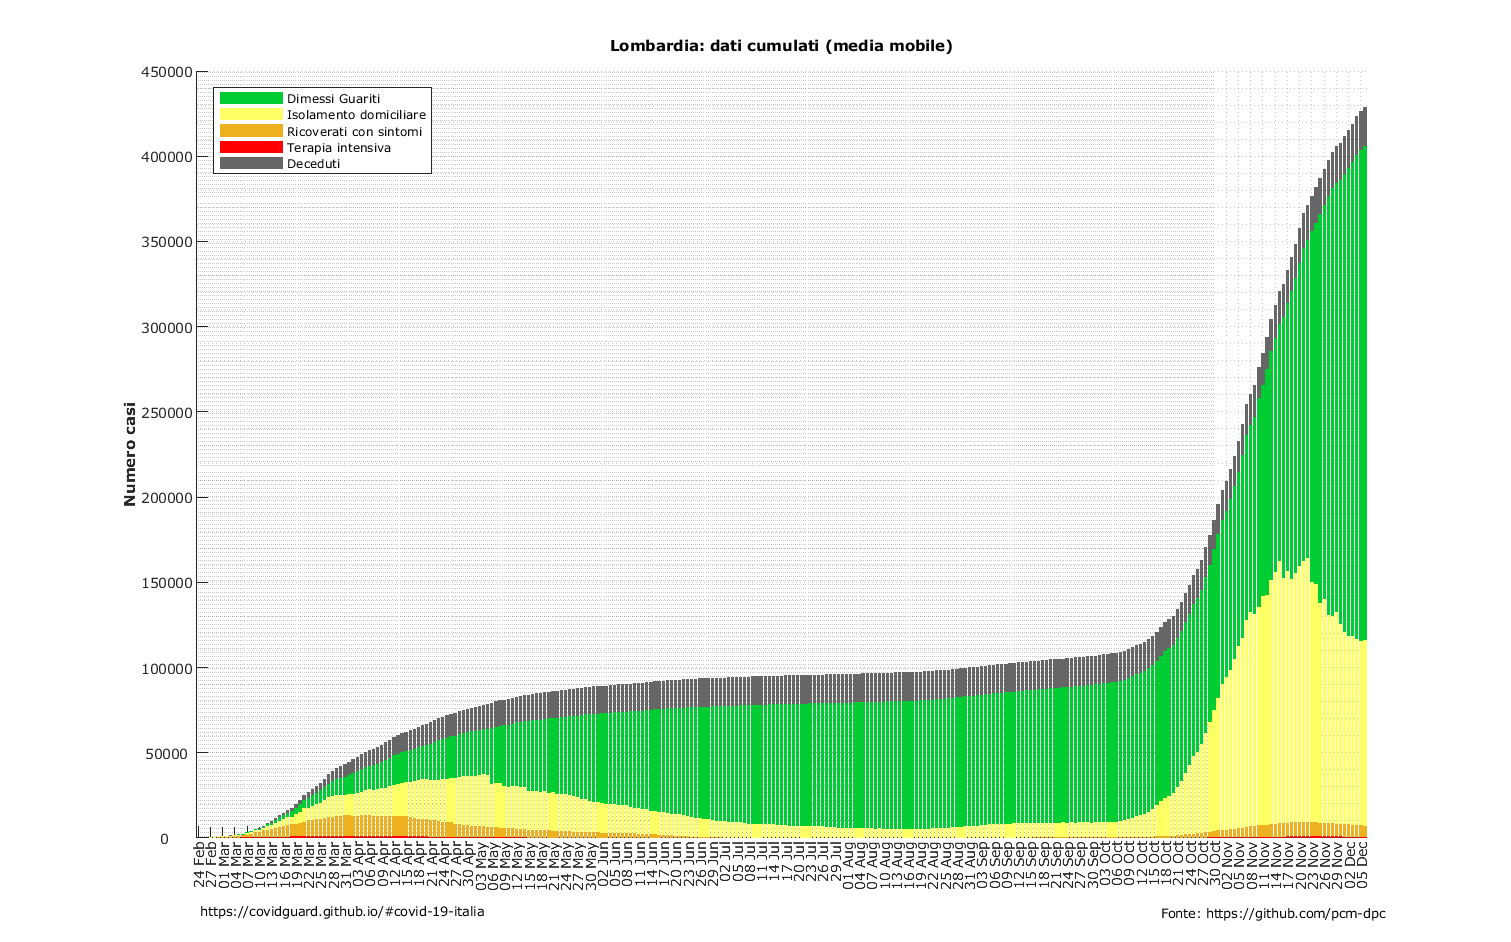 Lombardia: dati cumulati (media mobile)
450000
400000
350000
300000
250000
200000
150000
100000
50000
0
Numero casi
Dimessi Guariti
Isolamento domiciliare
Ricoverati con sintomi
Terapia intensiva
Deceduti
24 Feb
27 Feb
01 Mar
04 Mar
07 Mar
10 Mar
13 Mar
16 Mar
19 Mar
22 Mar
25 Mar
28 Mar
31 Mar
03 Apr
06 Apr
09 Apr
12 Apr
15 Apr
18 Apr
21 Apr
24 Apr
27 Apr
30 Apr
03 May
06 May
09 May
12 May
15 May
18 May
21 May
24 May
27 May
30 May
02 Jun
05 Jun
08 Jun
11 Jun
14 Jun
17 Jun
20 Jun
23 Jun
26 Jun
29 Jun
02 Jul
05 Jul
08 Jul
11 Jul
14 Jul
17 Jul
20 Jul
23 Jul
26 Jul
29 Jul
01 Aug
04 Aug
07 Aug
10 Aug
13 Aug
16 Aug
19 Aug
22 Aug
25 Aug
28 Aug
31 Aug
03 Sep
06 Sep
09 Sep
12 Sep
15 Sep
18 Sep
21 Sep
24 Sep
27 Sep
30 Sep
03 Oct
06 Oct
09 Oct
12 Oct
15 Oct
18 Oct
21 Oct
24 Oct
27 Oct
30 Oct
02 Nov
05 Nov
08 Nov
11 Nov
14 Nov
17 Nov
20 Nov
23 Nov
26 Nov
29 Nov
02 Dec
05 Dec
https://covidguard.github.io/#covid-19-italia
Fonte: https://github.com/pcm-dpc